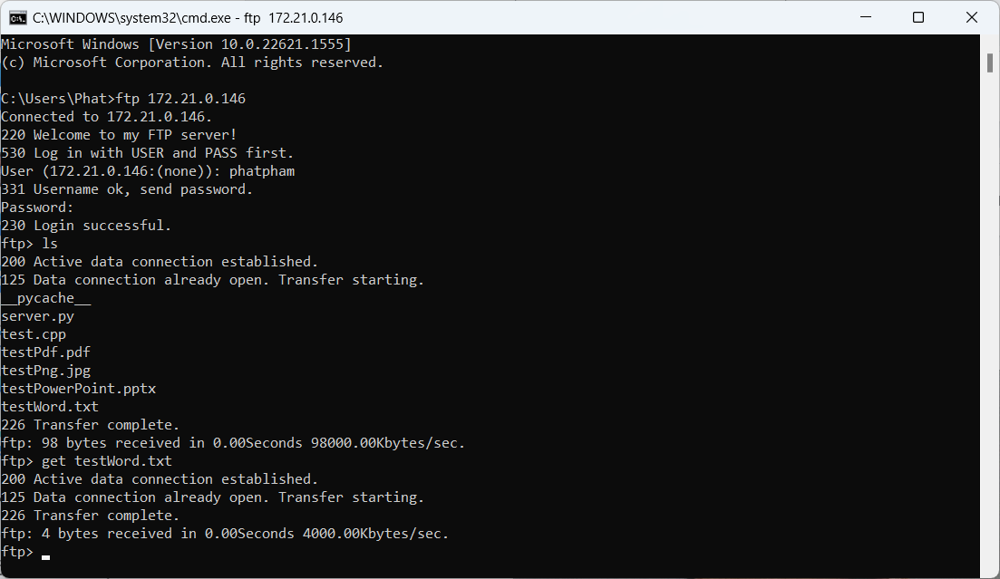 C:\WINDOWS\system32\cmd.exe - ftp  172.21.0.146
Microsoft Windows [Version 10.0.22621.1555]
(c) Microsoft Corporation. All rights reserved.
C:\Users\Phat>ftp 172.21.0.146
Connected to 172.21.0.146.
220 Welcome to my FTP server!
530 Log in with USER and PASS first.
User (172.21.0.146:(none)): phatpham
331 Username ok, send password.
Password:
230 Login successful.
ftp> ls
200 Active data connection established.
125 Data connection already open. Transfer starting.
__pycache__
server.py
test.cpp
testPdf.pdf
testPng.jpg
testPowerPoint.pptx
testWord.txt
226 Transfer complete.
ftp: 98 bytes received in 0.00Seconds 98000.00Kbytes/sec.
ftp> get testWord.txt
200 Active data connection established.
125 Data connection already open. Transfer starting.
226 Transfer complete.
ftp: 4 bytes received in 0.00Seconds 4000.00Kbytes/sec.
ftp>